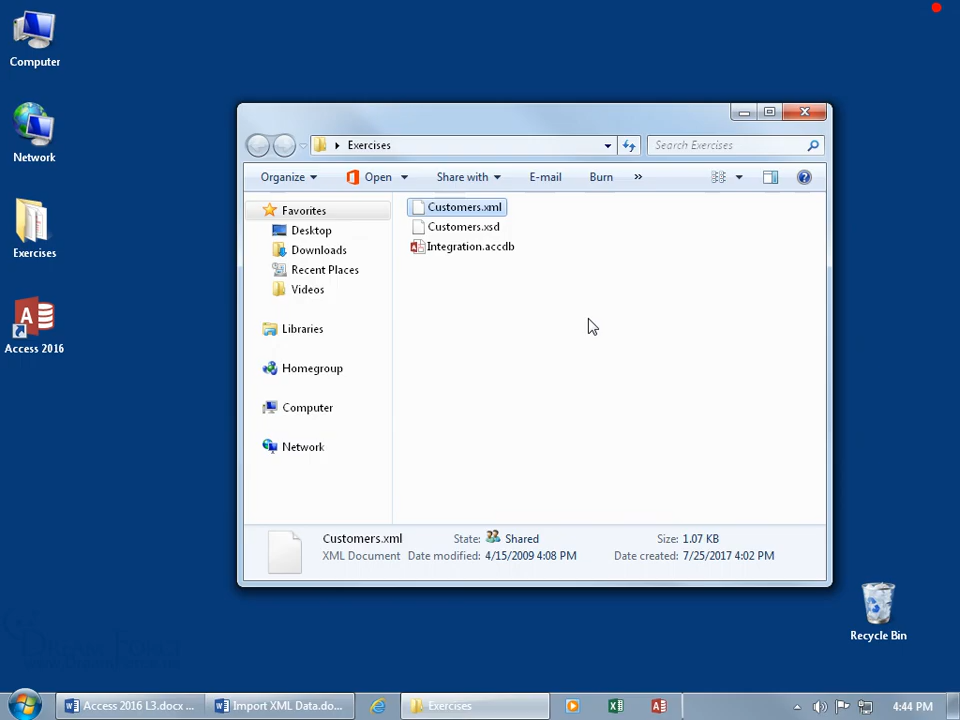 Computer
Network
Exercises
Access 2016
Exercises
Search Exercises
Organize
Open
Share with
E-mail
Burn
»
Favorites
Desktop
Downloads
Recent Places
Videos
Libraries
Homegroup
Computer
Network
Customers.xml
Customers.xsd
Integration.accdb
Customers.xml
State: Shared
Size: 1.07 KB
XML Document
Date modified: 4/15/2009 4:08 PM
Date created: 7/25/2017 4:02 PM
Recycle Bin
Access 2016 L3.docx ...
Import XML Data.do...
Exercises
4:44 PM